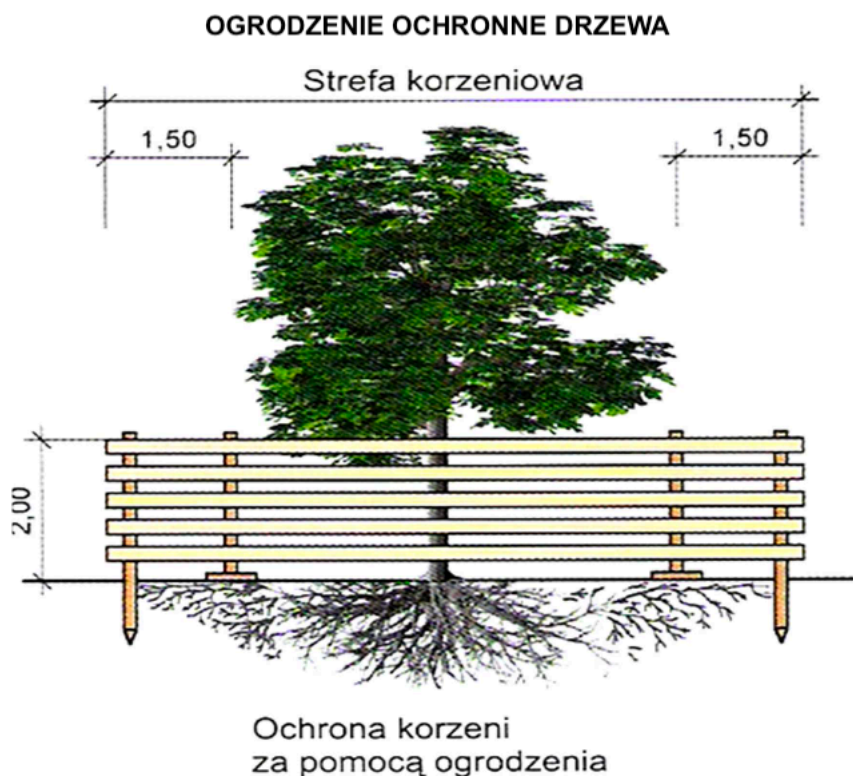 OGRODZENIE OCHRONNE DRZEWA
Strefa korzeniowa
1,50
1,50
2,00
Ochrona korzeni
za pomocą ogrodzenia